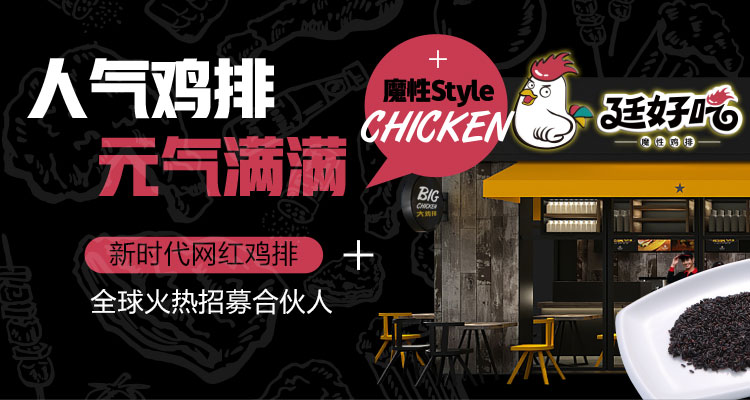 人气鸡排
元气满满
新时代网红鸡排
全球火热招募合伙人
魔性Style
CHICKEN
廷好吃
魔性鸡排
BIG
CHICKEN
大鸡排